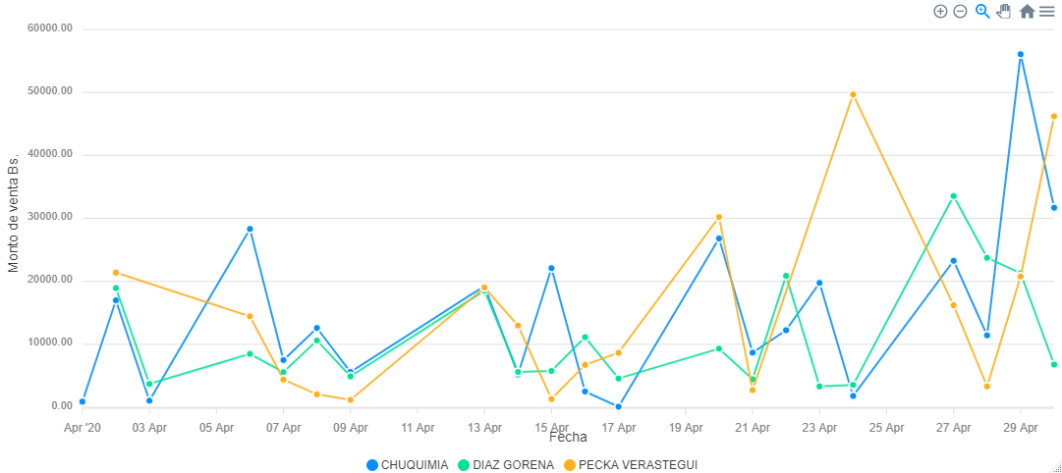 60000.00
50000.00
40000.00
30000.00
20000.00
10000.00
0.00
Monto de venta Bs.
Apr '20 03 Apr 05 Apr 07 Apr 09 Apr 11 Apr 13 Apr 15 Apr 17 Apr 19 Apr 21 Apr 23 Apr 25 Apr 27 Apr 29 Apr
Fecha
CHUQUIMIA DIAZ GORENA PECKA VERASTEGUI